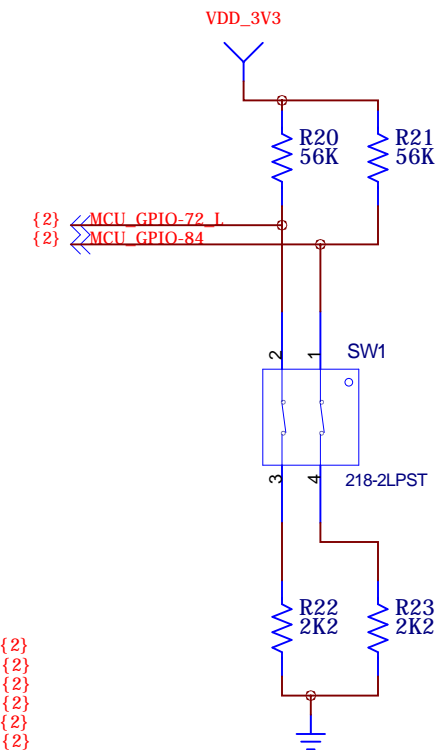 VDD_3V3
R20 R21
56K 56K
{2} MCU_GPIO-72_L
{2} MCU_GPIO-84
2 1 SW1
3 4 218-2LPST
R22 R23
2K2 2K2
{2}
{2}
{2}
{2}
{2}
{2}